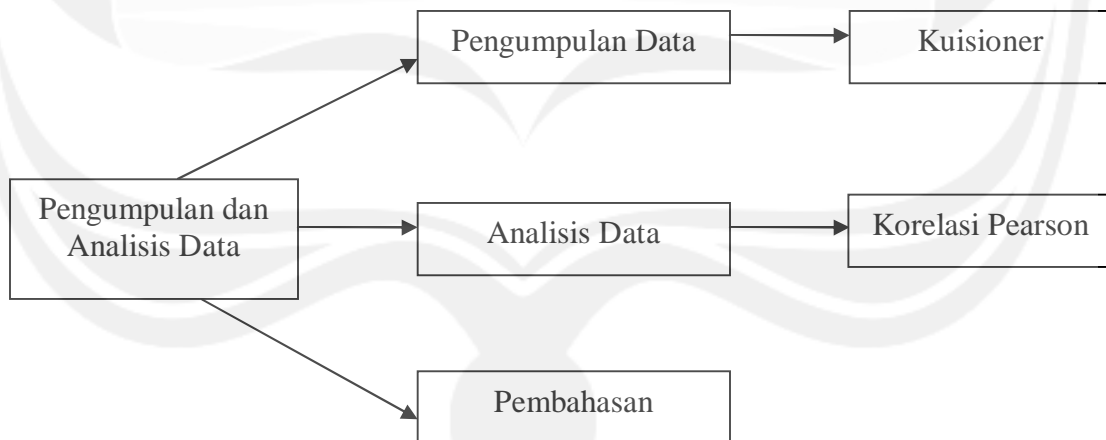 Pengumpulan Data
Kuisioner
Pengumpulan dan
Analisis Data
Analisis Data
Korelasi Pearson
Pembahasan